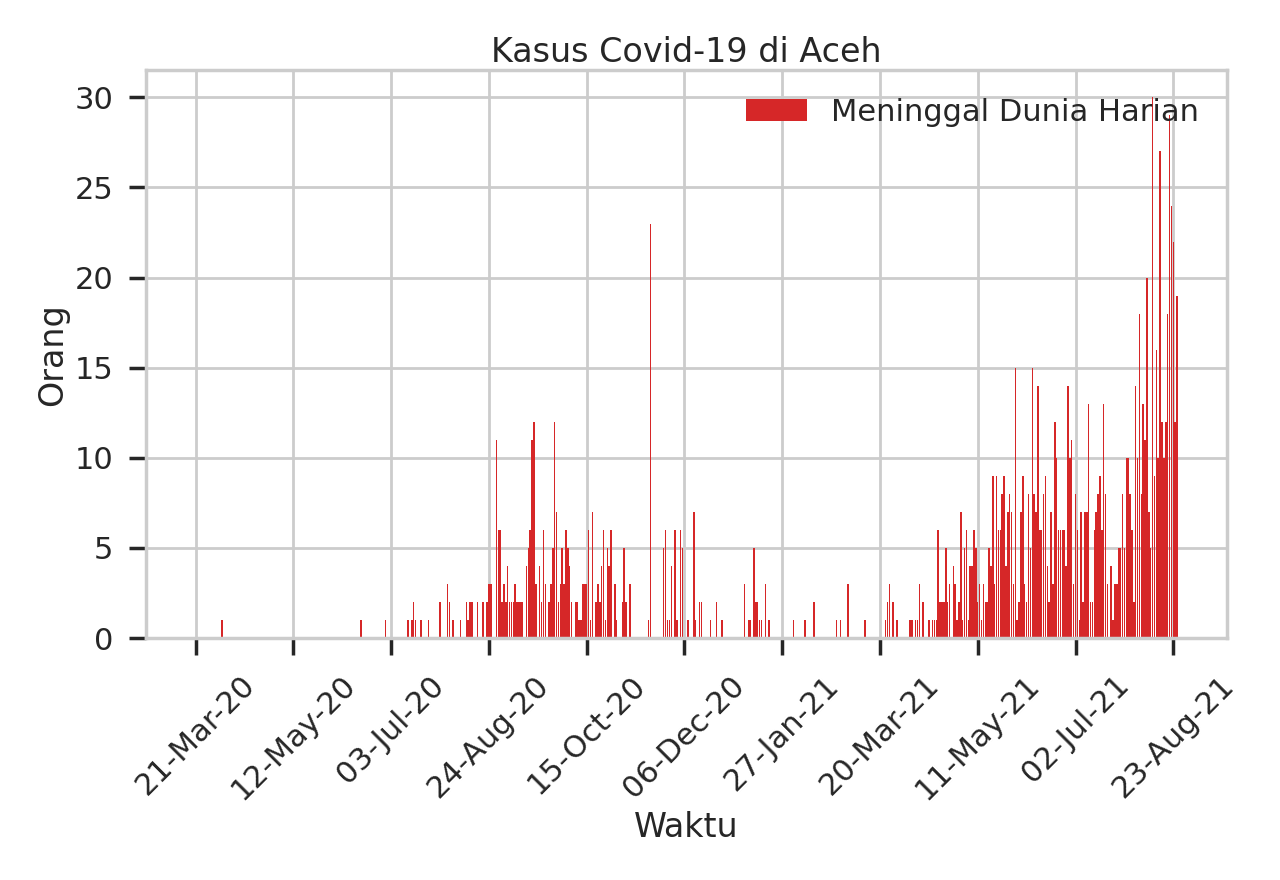 Kasus Covid-19 di Aceh
Meninggal Dunia Harian
30
25
20
15
10
5
0
Orang
21-Mar-20
12-May-20
03-Jul-20
24-Aug-20
15-Oct-20
06-Dec-20
27-Jan-21
20-Mar-21
11-May-21
02-Jul-21
23-Aug-21
Waktu